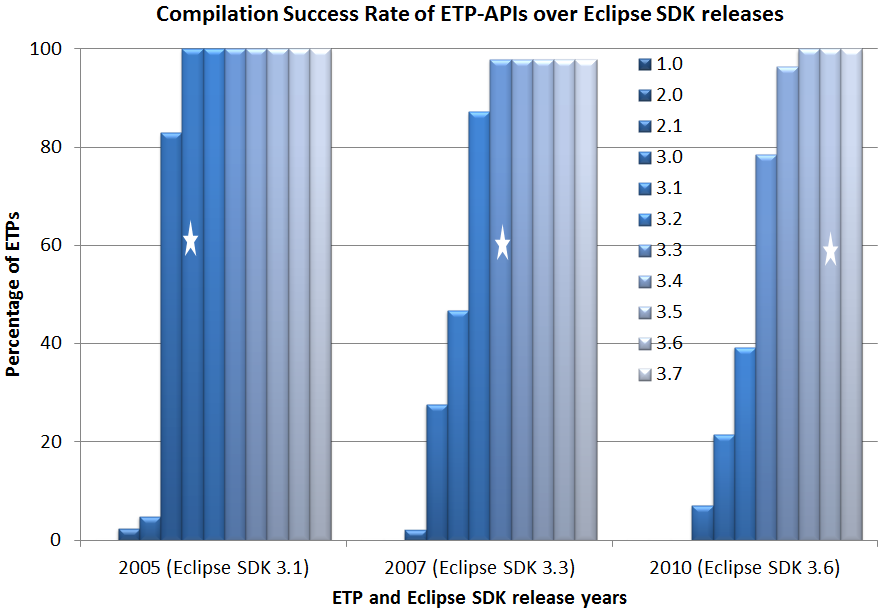 Compilation Success Rate of ETP-APIs over Eclipse SDK releases
100
80
60
40
20
0
Percentage of ETPs
1.0
2.0
2.1
3.0
3.1
3.2
3.3
3.4
3.5
3.6
3.7
2005 (Eclipse SDK 3.1)
2007 (Eclipse SDK 3.3)
2010 (Eclipse SDK 3.6)
ETP and Eclipse SDK release years